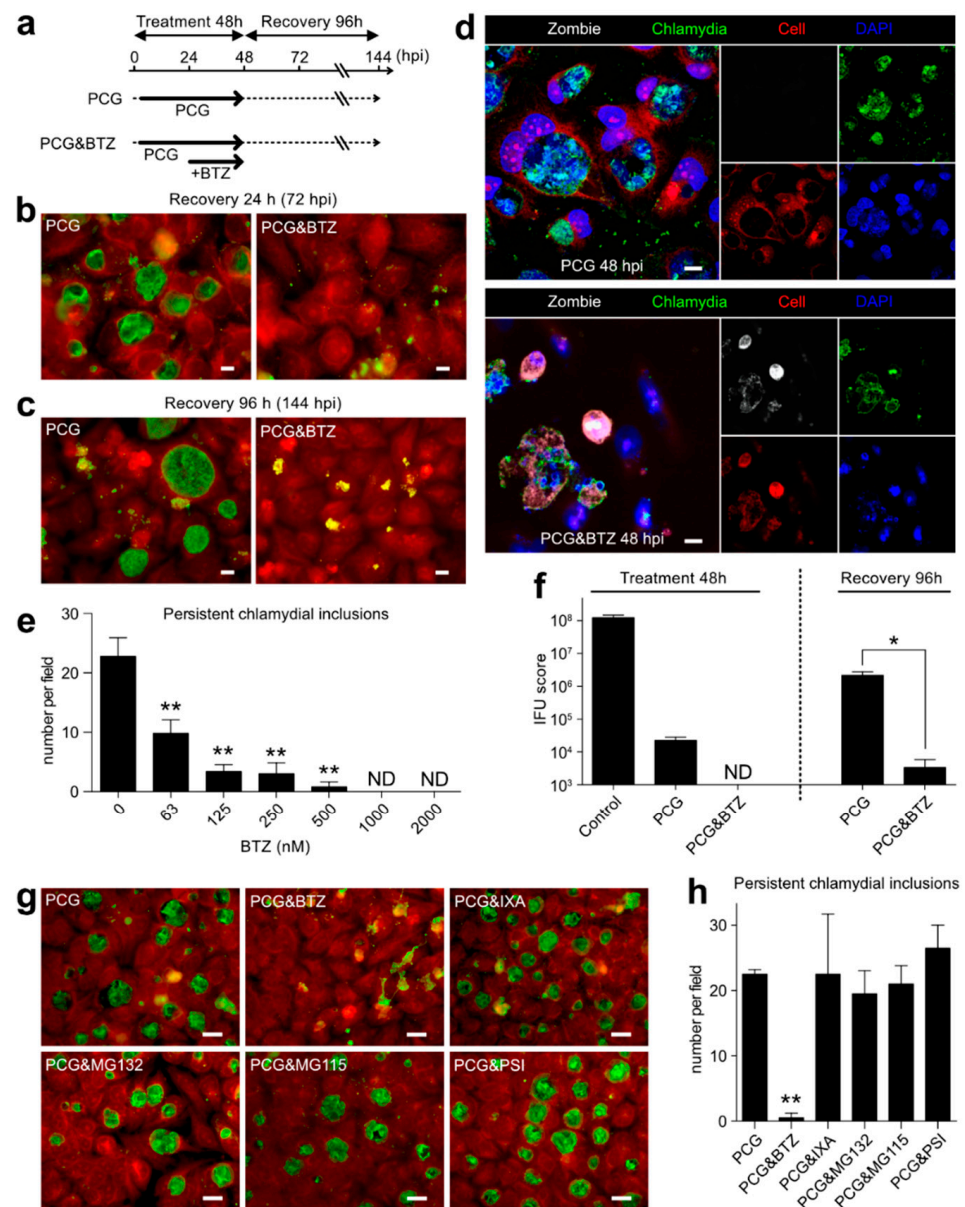 a
Treatment 48h Recovery 96h
0 24 48 72 144 (hpi)
PCG
PCG
PCG&BTZ
PCG
+BTZ
b
Recovery 24 h (72 hpi)
PCG
PCG&BTZ
c
Recovery 96 h (144 hpi)
PCG
PCG&BTZ
d
Zombie Chlamydia Cell DAPI
PCG 48 hpi
Zombie Chlamydia Cell DAPI
PCG&BTZ 48 hpi
e
Persistent chlamydial inclusions
number per field
30
20
10
0
** ** ** ** ND ND
0 63 125 250 500 1000 2000
BTZ (nM)
f
Treatment 48h Recovery 96h
IFU score
10⁸
10⁷
10⁶
10⁵
10⁴
10³
ND
*
Control PCG PCG&BTZ PCG PCG&BTZ
g
PCG
PCG&BTZ
PCG&IXA
PCG&MG132
PCG&MG115
PCG&PSI
h
Persistent chlamydial inclusions
number per field
30
20
10
0
**
PCG PCG&BTZ PCG&IXA PCG&MG132 PCG&MG115 PCG&PSI